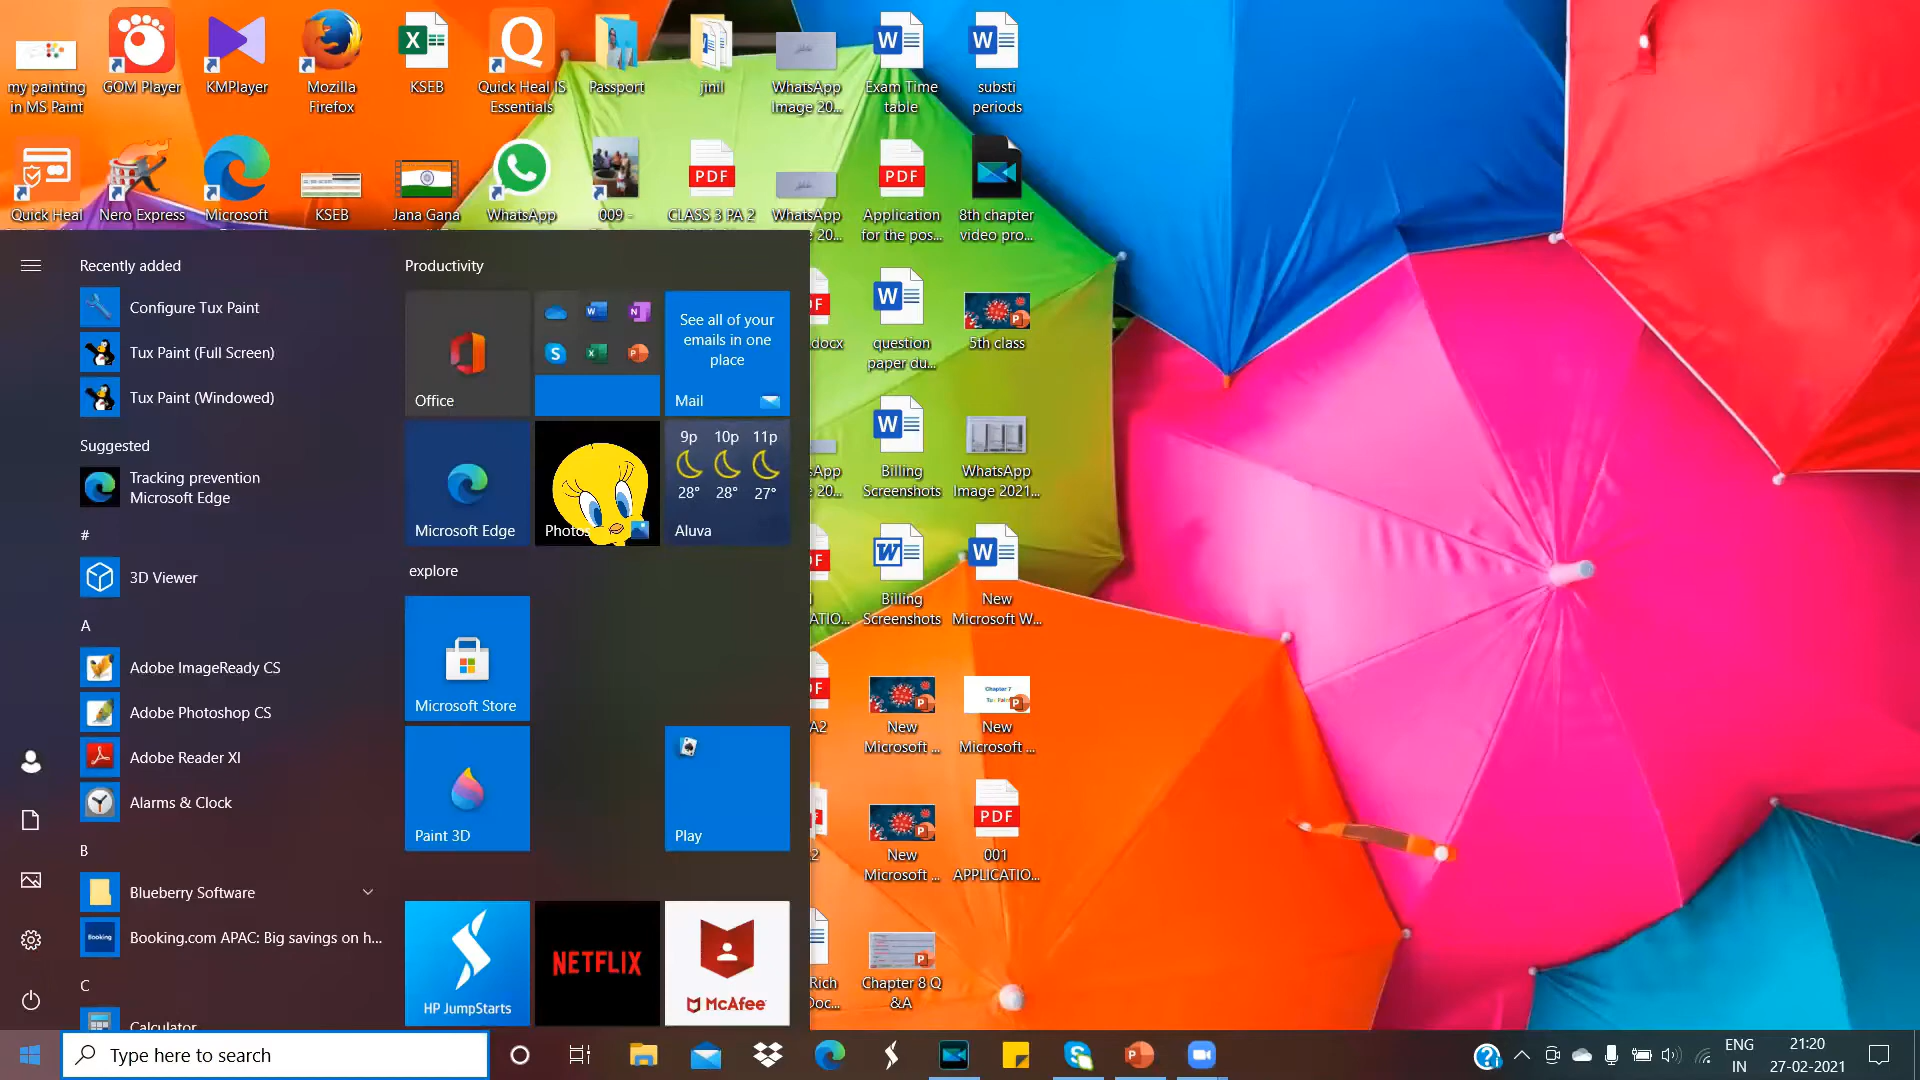 my painting
in MS Paint
GOM Player
KMPlayer
Mozilla
Firefox
KSEB
Quick Heal IS
Essentials
Passport
jinil
WhatsApp
Image 20...
Exam Time
table
substi
periods
Quick Heal
Nero Express
Microsoft
KSEB
Jana Gana
WhatsApp
009 -
PDF
CLASS 3 PA 2
WhatsApp
20...
PDF
Application
for the pos...
8th chapter
video pro...
docx
question
paper du...
5th class
20...
Billing
Screenshots
WhatsApp
Image 2021...
ATIO...
Billing
Screenshots
New
Microsoft W...
A2
New
Microsoft ...
Chapter 7
New
Microsoft ...
2
New
Microsoft ...
PDF
001
APPLICATIO...
Rich
Doc...
Chapter 8 Q
&A
Recently added
Configure Tux Paint
Tux Paint (Full Screen)
Tux Paint (Windowed)
Suggested
Tracking prevention
Microsoft Edge
#
3D Viewer
A
Adobe ImageReady CS
Adobe Photoshop CS
Adobe Reader XI
Alarms & Clock
B
Blueberry Software
Booking
Booking.com APAC: Big savings on h...
C
Calculator
Productivity
Office
See all of your
emails in one
place
Mail
Microsoft Edge
Photos
9p 10p 11p
28° 28° 27°
Aluva
explore
Microsoft Store
Paint 3D
Play
HP JumpStarts
NETFLIX
McAfee
Type here to search
ENG
IN
21:20
27-02-2021